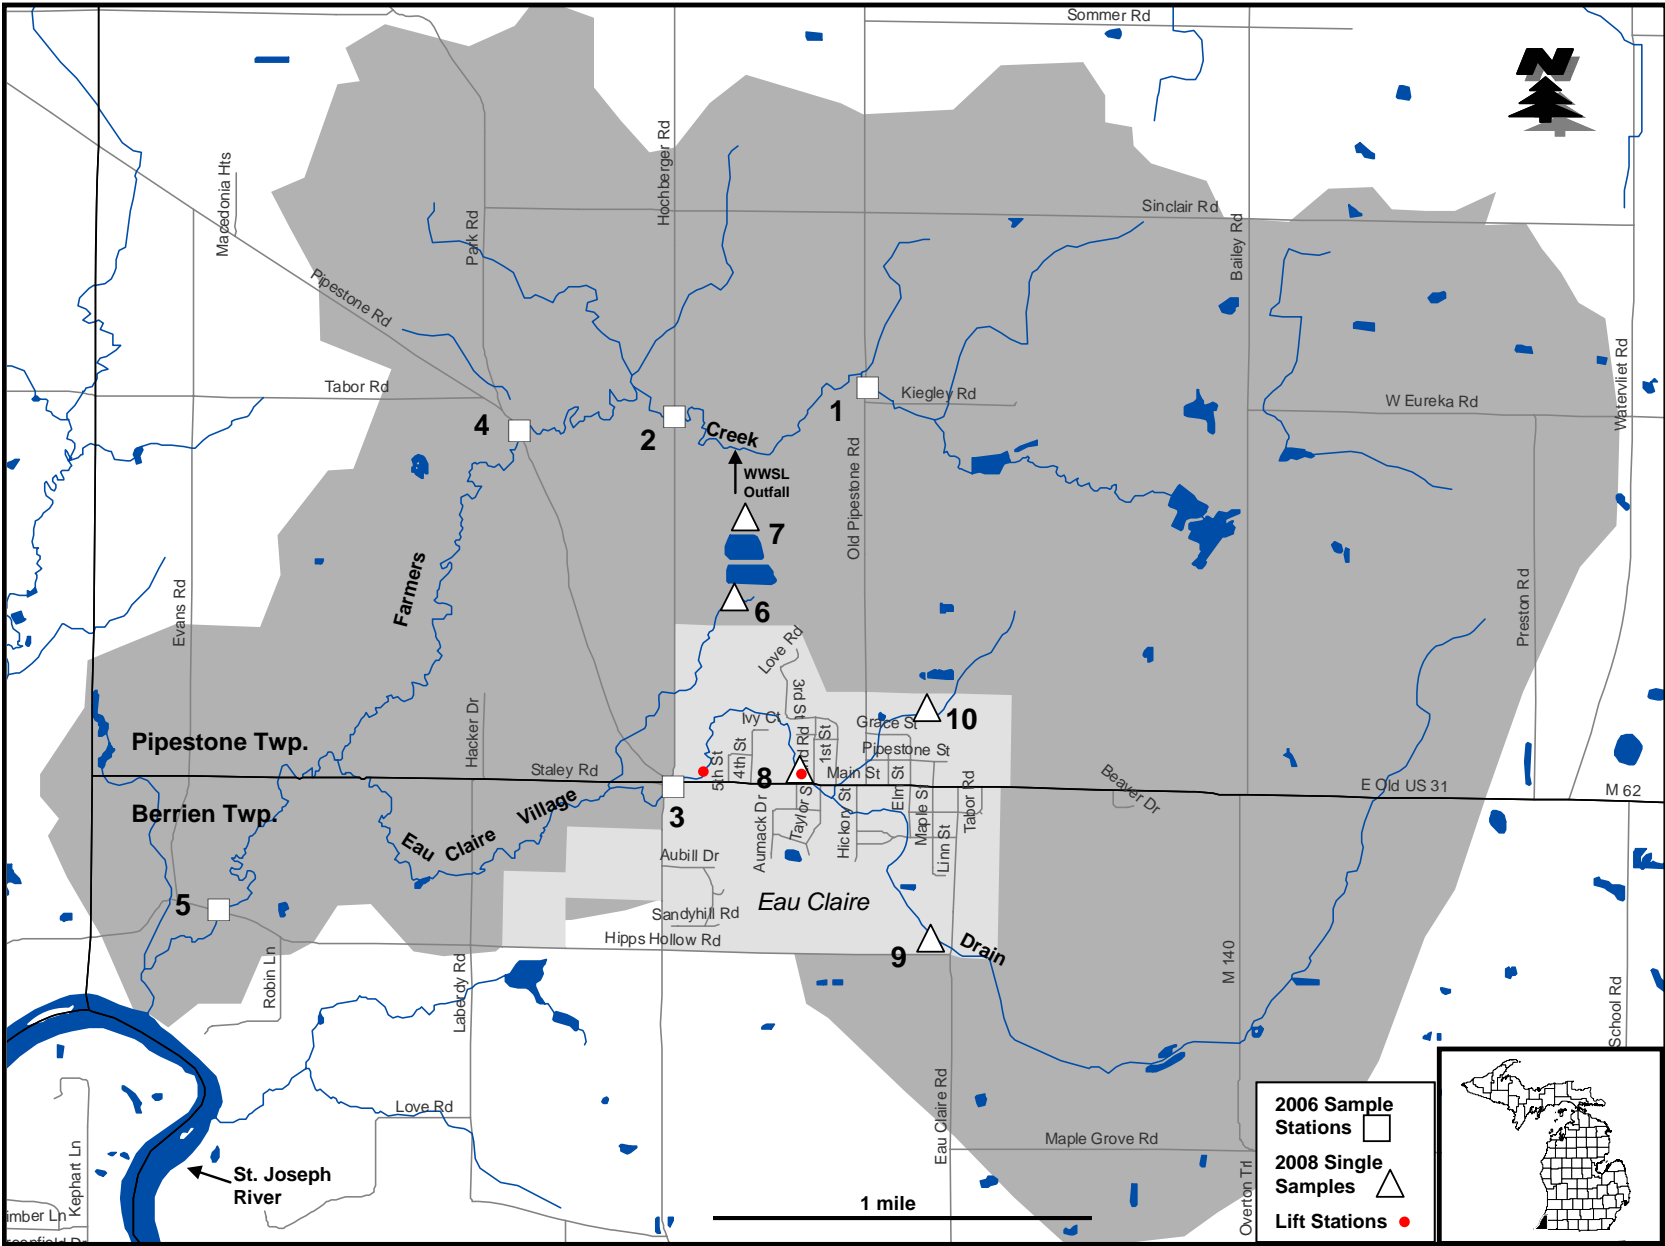 Sommer Rd
N
Macedonia Hts
Hochberger Rd
Park Rd
Sinclair Rd
Bailey Rd
Pipestone Rd
Tabor Rd
Kiegley Rd
W Eureka Rd
Watervliet Rd
1
4
2
Creek
WWSL
Outfall
Old Pipestone Rd
7
6
Farmers
Evans Rd
Preston Rd
Love Rd
3rd St
Hacker Dr
Ivy Ct
Grace St
10
Pipestone Twp.
Pipestone St
5th St
4th St
1st St
Staley Rd
8
Main St
Elm St
Maple St
Tabor Rd
Beaver Dr
E Old US 31
M 62
Berrien Twp.
Eau Claire Village
3
Aumack Dr
Taylor S
Hickory St
Linn St
Aubill Dr
5
Eau Claire
Sandyhill Rd
Hipps Hollow Rd
9
Drain
Robin Ln
Laberdy Rd
M 140
School Rd
Love Rd
Eau Claire Rd
Maple Grove Rd
Kephart Ln
St. Joseph
River
imber Ln
1 mile
Overton Trl
2006 Sample
Stations
2008 Single
Samples
Lift Stations